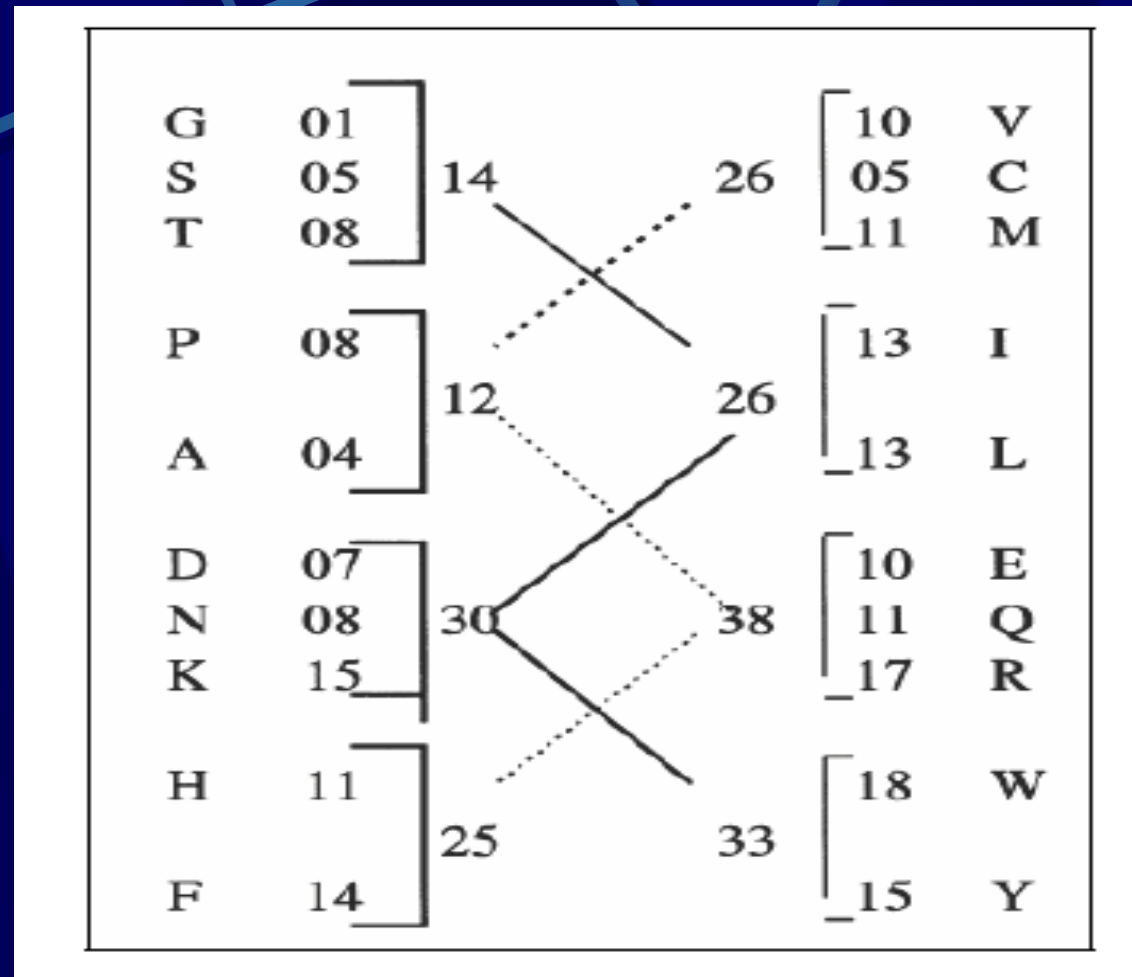 G 01 10 V
S 05 14 26 05 C
T 08 11 M
P 08 13 I
12 26
A 04 13 L
D 07 10 E
N 08 30 38 11 Q
K 15 17 R
H 11 18 W
25 33
F 14 15 Y